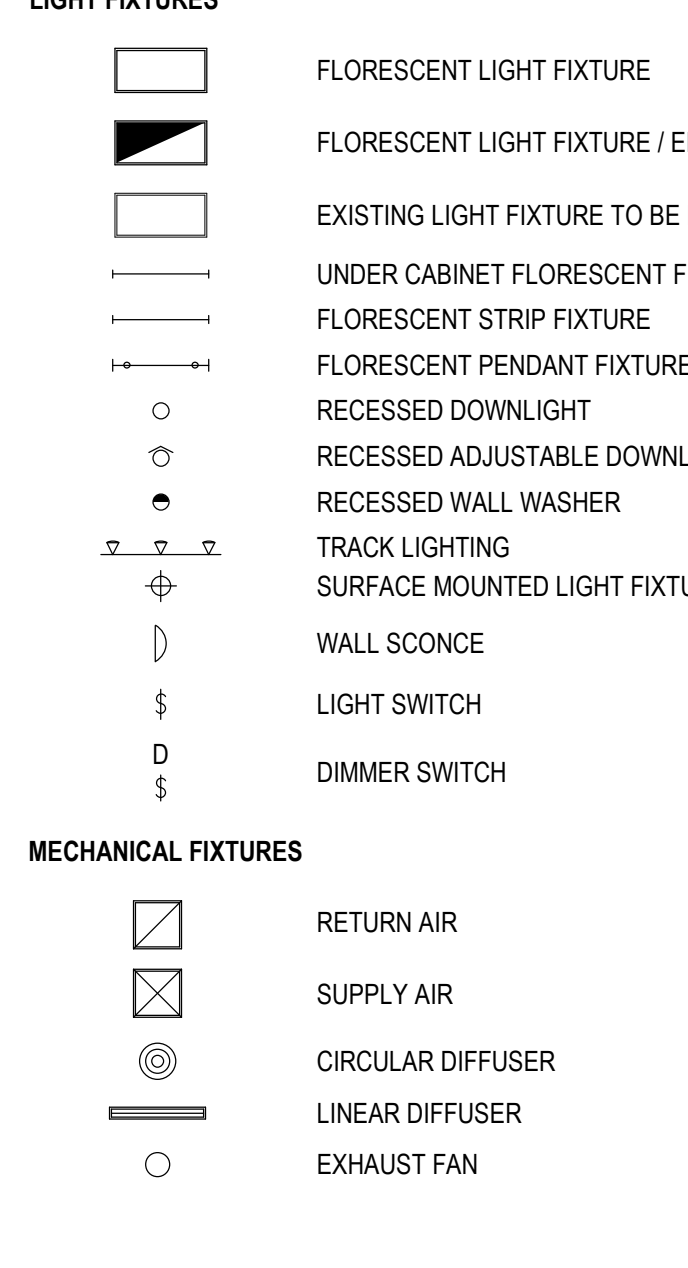 LIGHT FIXTURES
FLORESCENT LIGHT FIXTURE
FLORESCENT LIGHT FIXTURE /
EXISTING LIGHT FIXTURE TO BE
UNDER CABINET FLORESCENT
FLORESCENT STRIP FIXTURE
FLORESCENT PENDANT FIXTURE
RECESSED DOWNLIGHT
RECESSED ADJUSTABLE
RECESSED WALL WASHER
TRACK LIGHTING
SURFACE MOUNTED LIGHT
WALL SCONCE
$ LIGHT SWITCH
D
$ DIMMER SWITCH
MECHANICAL FIXTURES
RETURN AIR
SUPPLY AIR
CIRCULAR DIFFUSER
LINEAR DIFFUSER
EXHAUST FAN